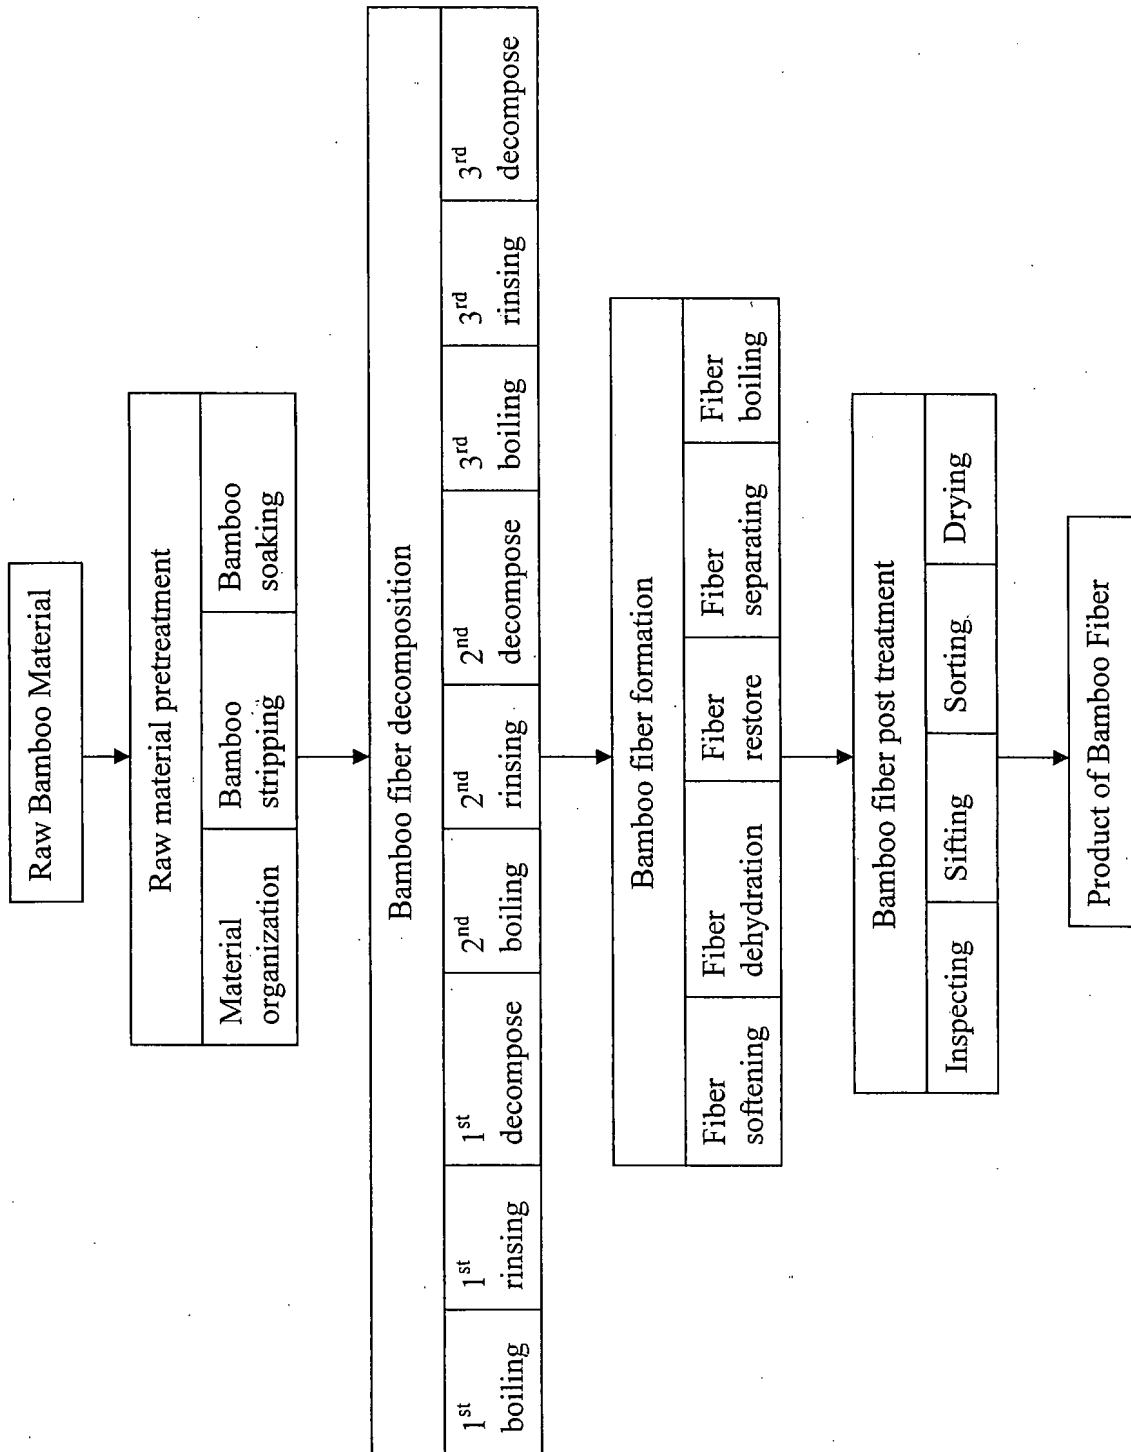 Raw Bamboo Material
Raw material pretreatment
Material
organization
Bamboo
stripping
Bamboo
soaking
Bamboo fiber decomposition
1st
boiling
1st
rinsing
1st
decompose
2nd
boiling
2nd
rinsing
2nd
decompose
3rd
boiling
3rd
rinsing
3rd
decompose
Bamboo fiber formation
Fiber
softening
Fiber
dehydration
Fiber
restore
Fiber
separating
Fiber
boiling
Bamboo fiber post treatment
Inspecting
Sifting
Sorting
Drying
Product of Bamboo Fiber